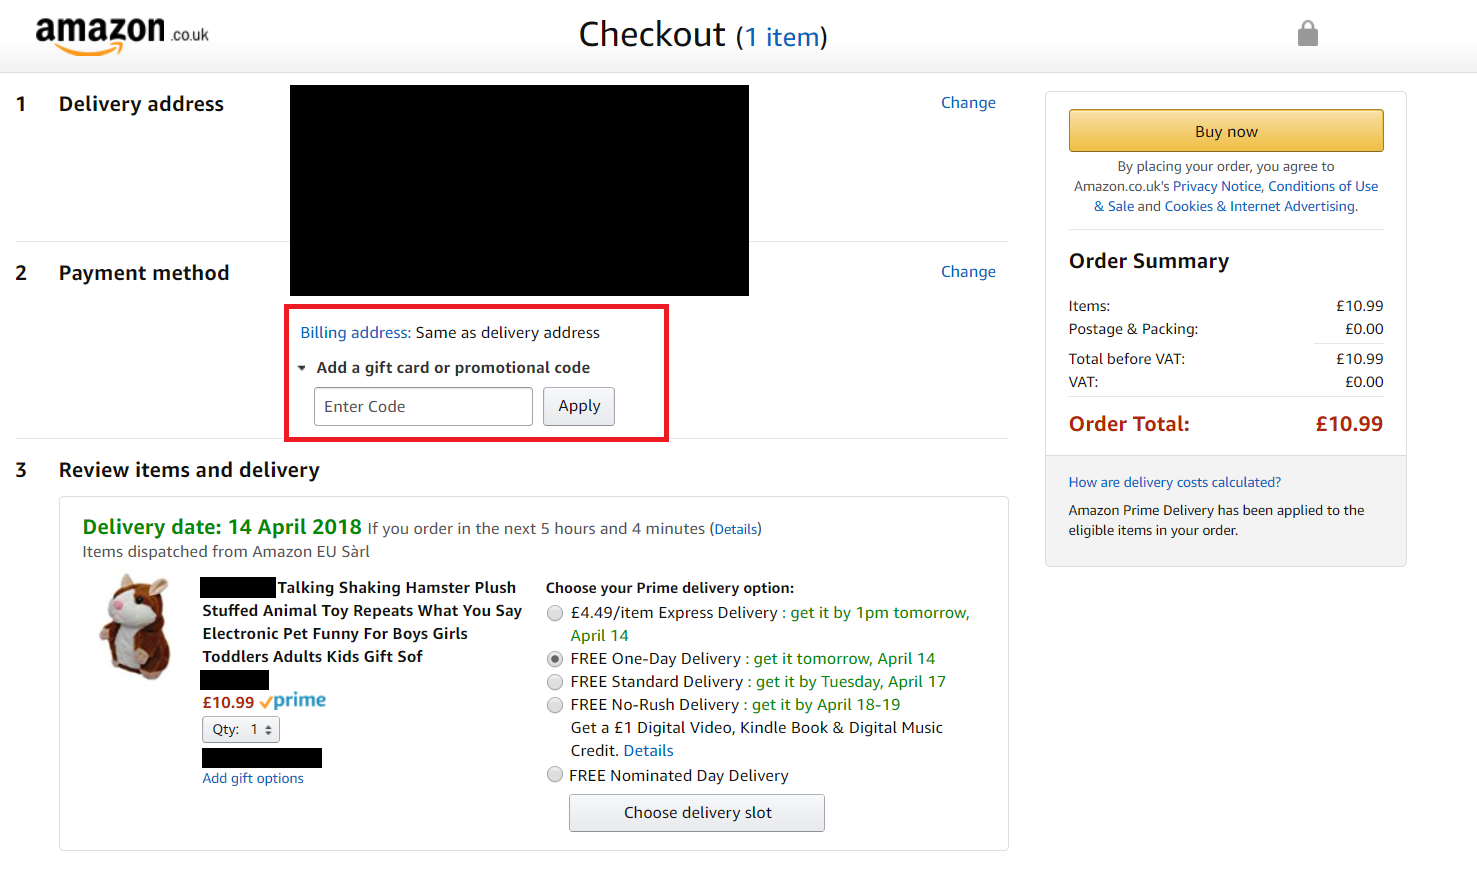 amazon.co.uk
Checkout (1 item)
1 Delivery address
Change
2 Payment method
Change
Billing address: Same as delivery address
Add a gift card or promotional code
Enter Code
Apply
3 Review items and delivery
Delivery date: 14 April 2018 If you order in the next 5 hours and 4 minutes (Details)
Items dispatched from Amazon EU Sàrl
Talking Shaking Hamster Plush
Stuffed Animal Toy Repeats What You Say
Electronic Pet Funny For Boys Girls
Toddlers Adults Kids Gift Sof
£10.99 prime
Qty: 1
Add gift options
Choose your Prime delivery option:
£4.49/item Express Delivery : get it by 1pm tomorrow,
April 14
FREE One-Day Delivery : get it tomorrow, April 14
FREE Standard Delivery : get it by Tuesday, April 17
FREE No-Rush Delivery : get it by April 18-19
Get a £1 Digital Video, Kindle Book & Digital Music
Credit. Details
FREE Nominated Day Delivery
Choose delivery slot
Buy now
By placing your order, you agree to
Amazon.co.uk's Privacy Notice, Conditions of Use
& Sale and Cookies & Internet Advertising.
Order Summary
Items: £10.99
Postage & Packing: £0.00
Total before VAT: £10.99
VAT: £0.00
Order Total: £10.99
How are delivery costs calculated?
Amazon Prime Delivery has been applied to the
eligible items in your order.